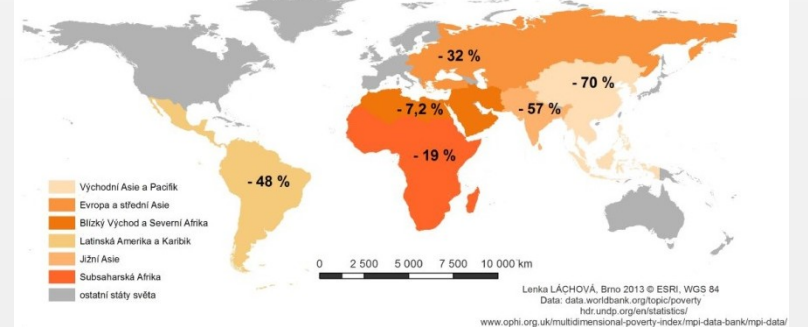 - 32 %
- 70 %
- 7,2 %
- 57 %
- 19 %
- 48 %
Východní Asie a Pacifik
Evropa a střední Asie
Blízký Východ a Severní Afrika
Latinská Amerika a Karibik
Jižní Asie
Subsaharská Afrika
ostatní státy světa
0 2 500 5 000 7 500 10 000 km
Lenka LÁCHOVÁ, Brno 2013 © ESRI, WGS 84
Data: data.worldbank.org/topic/poverty
hdr.undp.org/en/statistics/
www.ophi.org.uk/multidimensional-poverty-index/mpi-data-bank/mpi-data/